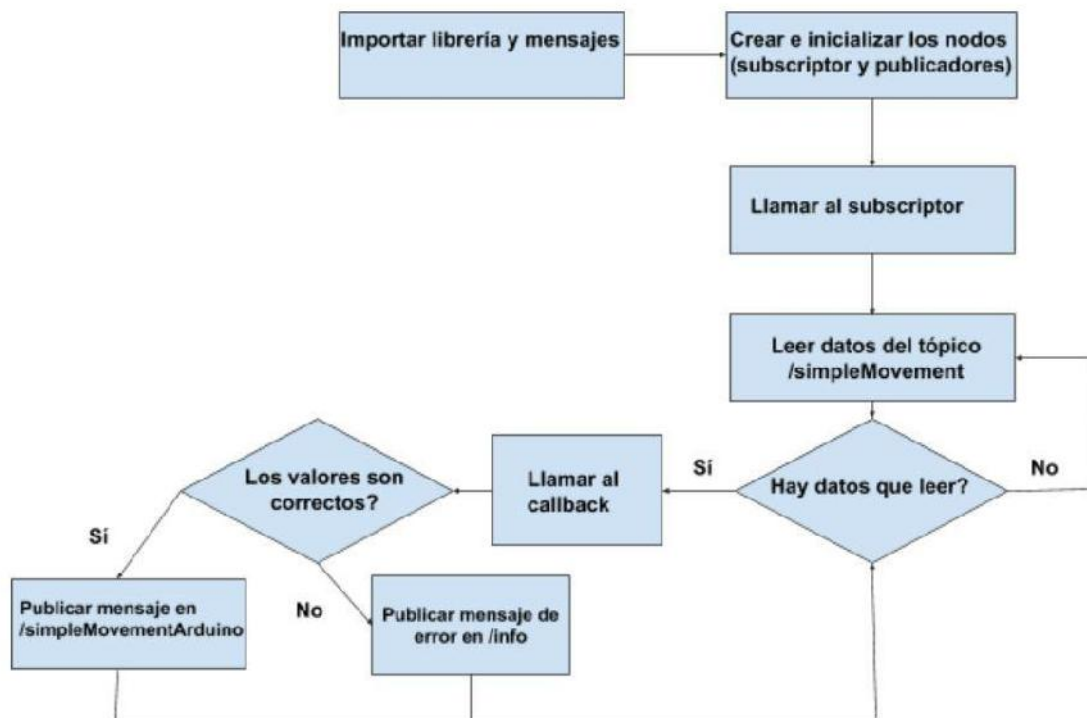 Importar librería y mensajes
Crear e inicializar los nodos
(subscriptor y publicadores)
Llamar al subscriptor
Leer datos del tópico
/simpleMovement
Hay datos que leer?
No
Sí
Llamar al
callback
Los valores son
correctos?
Sí
No
Publicar mensaje en
/simpleMovementArduino
Publicar mensaje de
error en /info